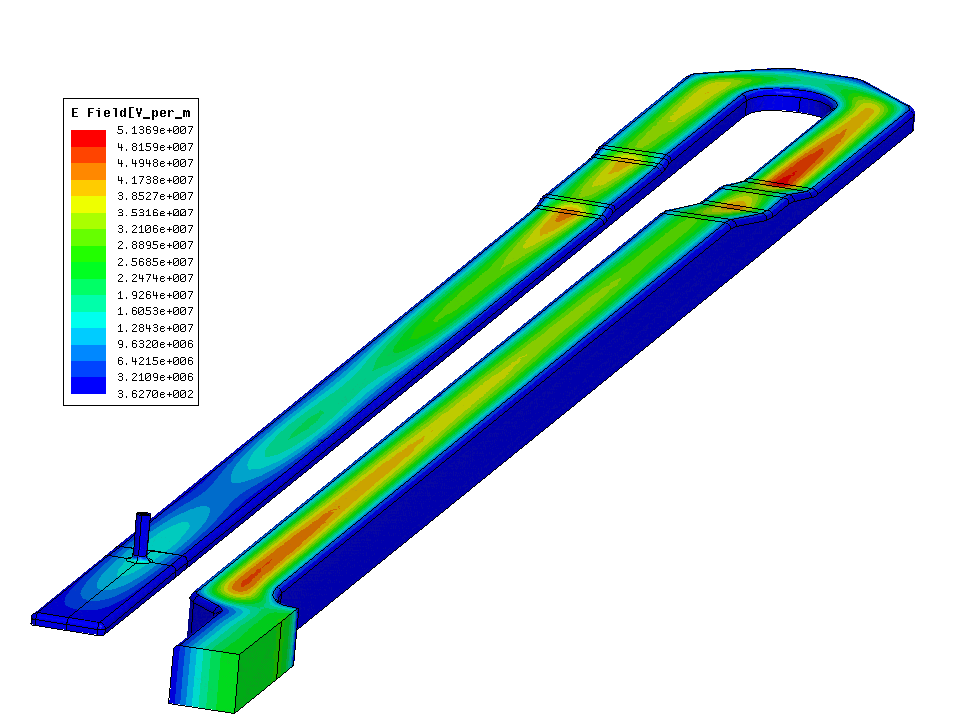 E Field[V_per_m
5.1369e+007
4.8159e+007
4.4948e+007
4.1738e+007
3.8527e+007
3.5316e+007
3.2106e+007
2.8895e+007
2.5685e+007
2.2474e+007
1.9264e+007
1.6053e+007
1.2843e+007
9.6320e+006
6.4215e+006
3.2109e+006
3.6270e+002